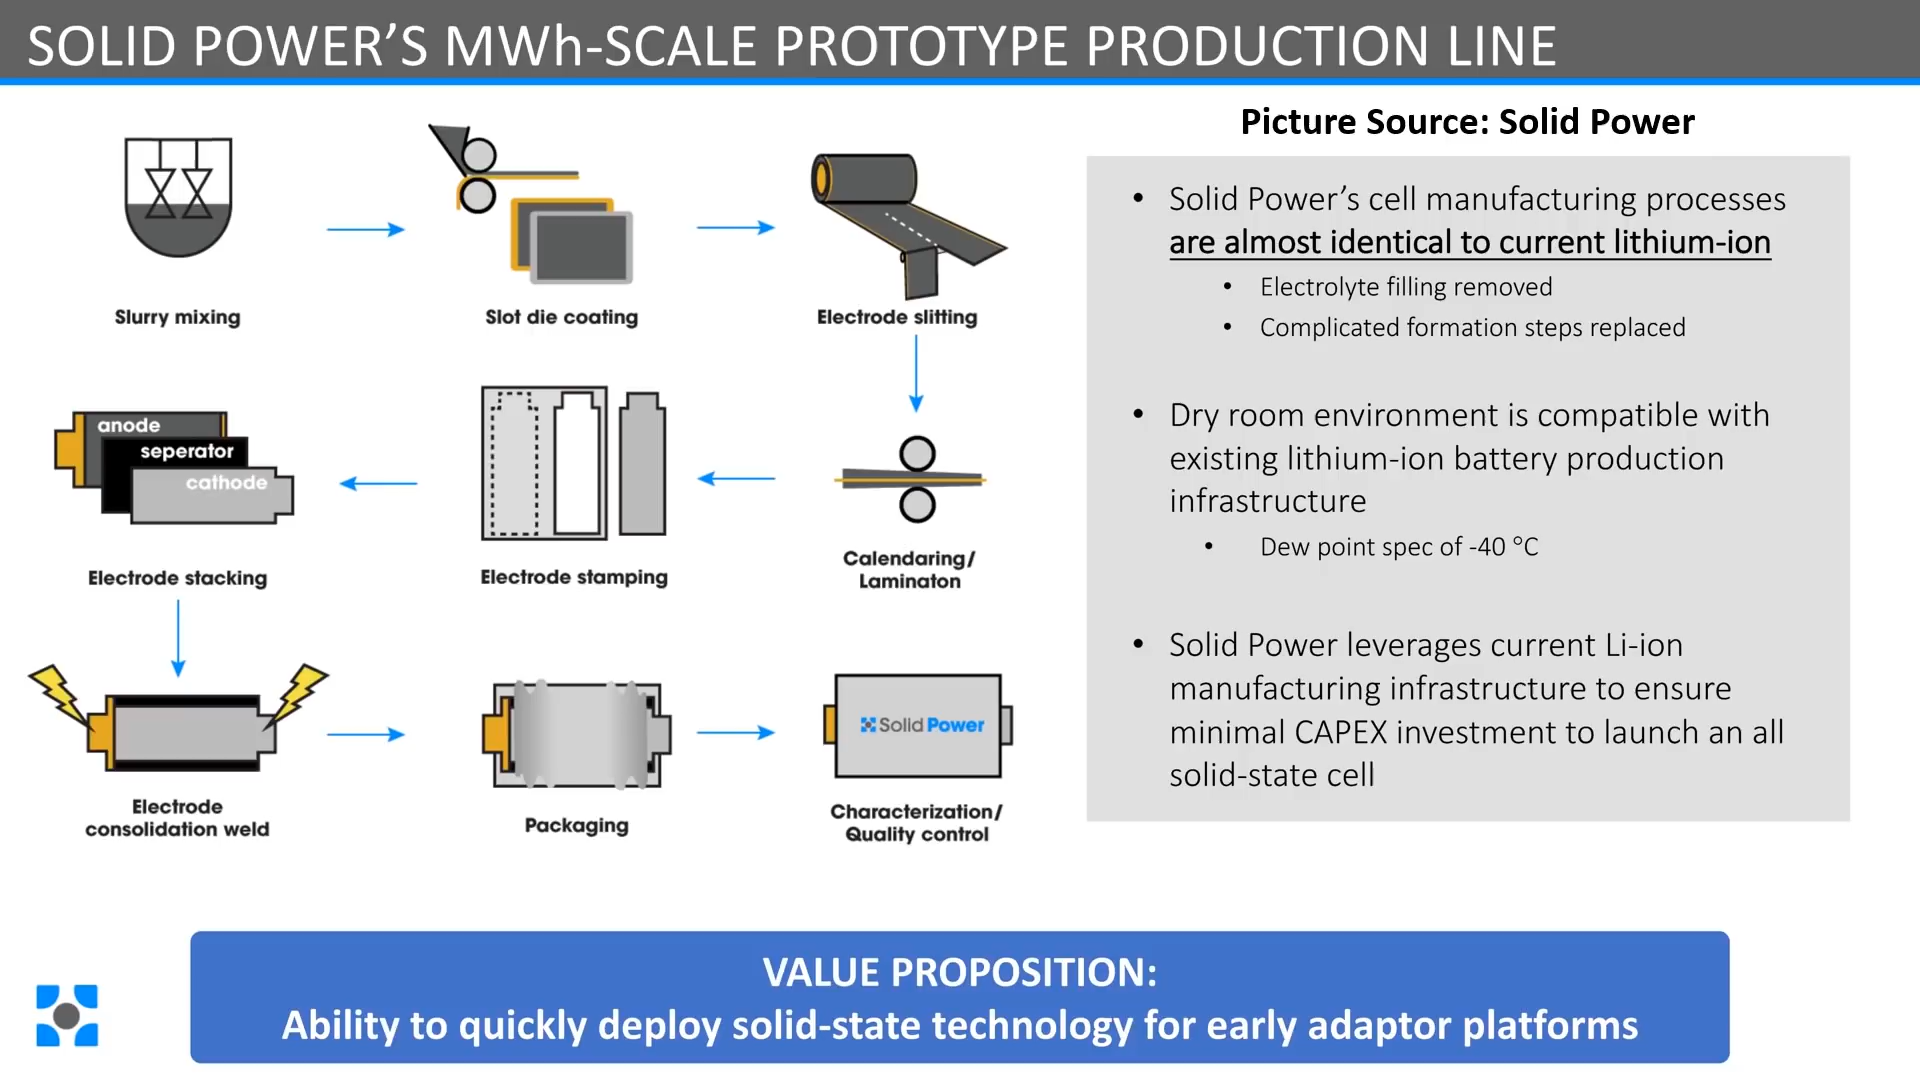 SOLID POWER’S MWh-SCALE PROTOTYPE PRODUCTION LINE
Slurry mixing
Slot die coating
Electrode slitting
Calendaring/
Laminaton
Electrode stamping
anode
seperator
cathode
Electrode stacking
Electrode
consolidation weld
Packaging
Solid Power
Characterization/
Quality control
Picture Source: Solid Power
• Solid Power’s cell manufacturing processes
are almost identical to current lithium-ion
• Electrolyte filling removed
• Complicated formation steps replaced
• Dry room environment is compatible with
existing lithium-ion battery production
infrastructure
• Dew point spec of -40 °C
• Solid Power leverages current Li-ion
manufacturing infrastructure to ensure
minimal CAPEX investment to launch an all
solid-state cell
VALUE PROPOSITION:
Ability to quickly deploy solid-state technology for early adaptor platforms